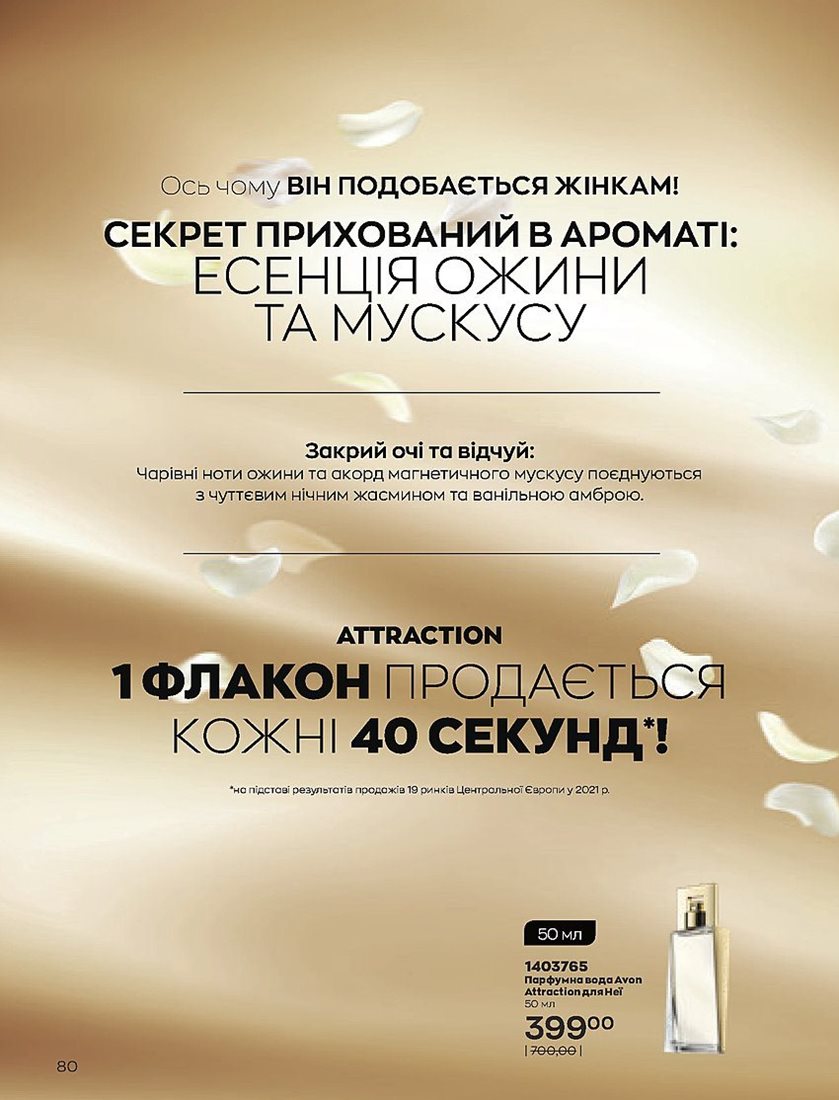 Ось чому ВІН ПОДОБАЄТЬСЯ ЖІНКАМ!
СЕКРЕТ ПРИХОВАНИЙ В АРОМАТІ:
ЕСЕНЦІЯ ОЖИНИ
ТА МУСКУСУ
Закрий очі та відчуй:
Чарівні ноти ожини та акорд магнетичного мускусу поєднуються
з чуттєвим нічним жасмином та ванільною амброю.
ATTRACTION
1 ФЛАКОН ПРОДАЄТЬСЯ
КОЖНІ 40 СЕКУНД*!
*на підставі результатів продажів 19 ринків Центральної Європи у 2021 р.
50 мл
1403765
Парфумна вода Avon
Attraction для Неї
50 мл
39900
| 700,00 |
80